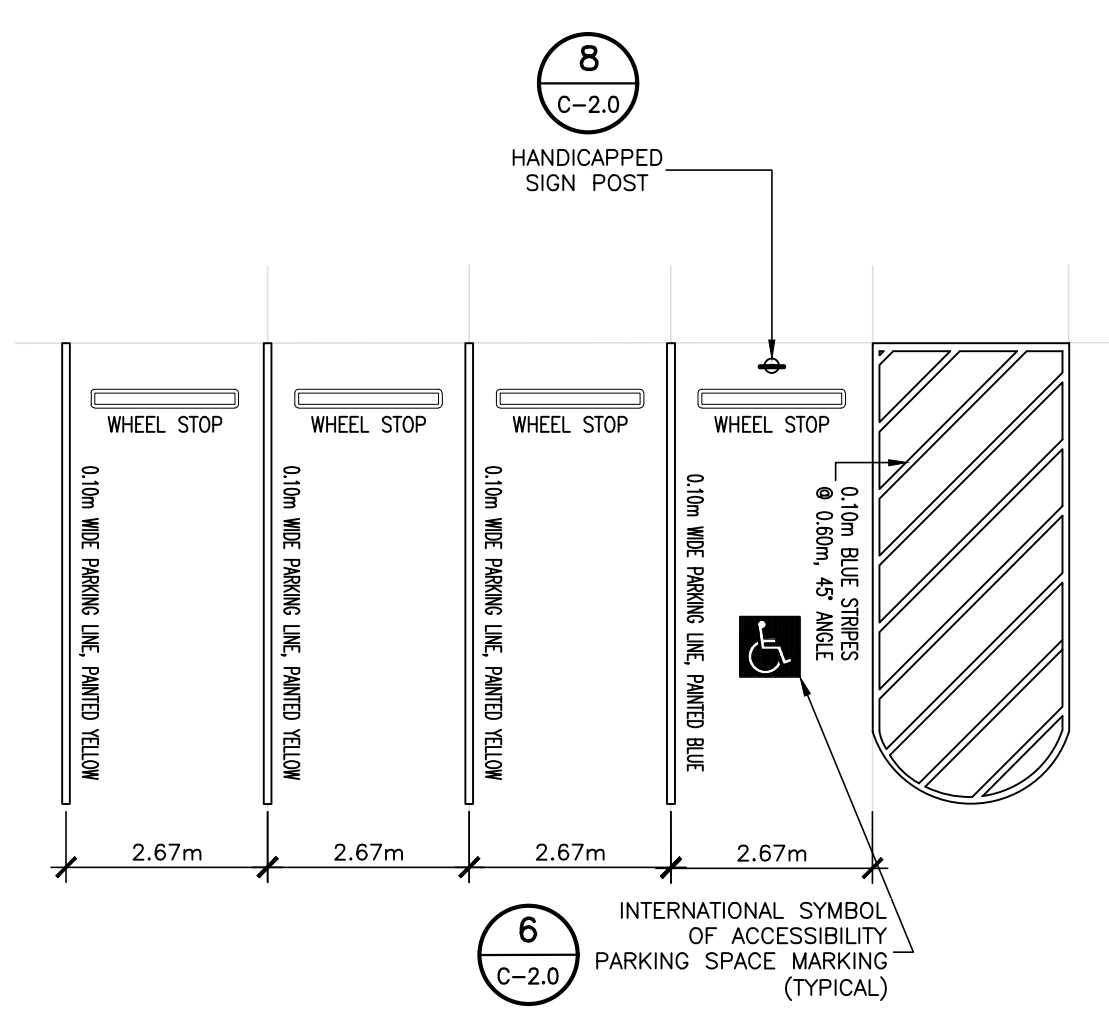 8
C-2.0
HANDICAPPED
SIGN POST
WHEEL STOP
WHEEL STOP
WHEEL STOP
WHEEL STOP
0.10m WIDE PARKING LINE, PAINTED YELLOW
0.10m WIDE PARKING LINE, PAINTED YELLOW
0.10m WIDE PARKING LINE, PAINTED YELLOW
0.10m WIDE PARKING LINE, PAINTED BLUE
0.10m BLUE STRIPES
@ 0.60m, 45° ANGLE
2.67m
2.67m
2.67m
2.67m
6
C-2.0
INTERNATIONAL SYMBOL
OF ACCESSIBILITY
PARKING SPACE MARKING
(TYPICAL)